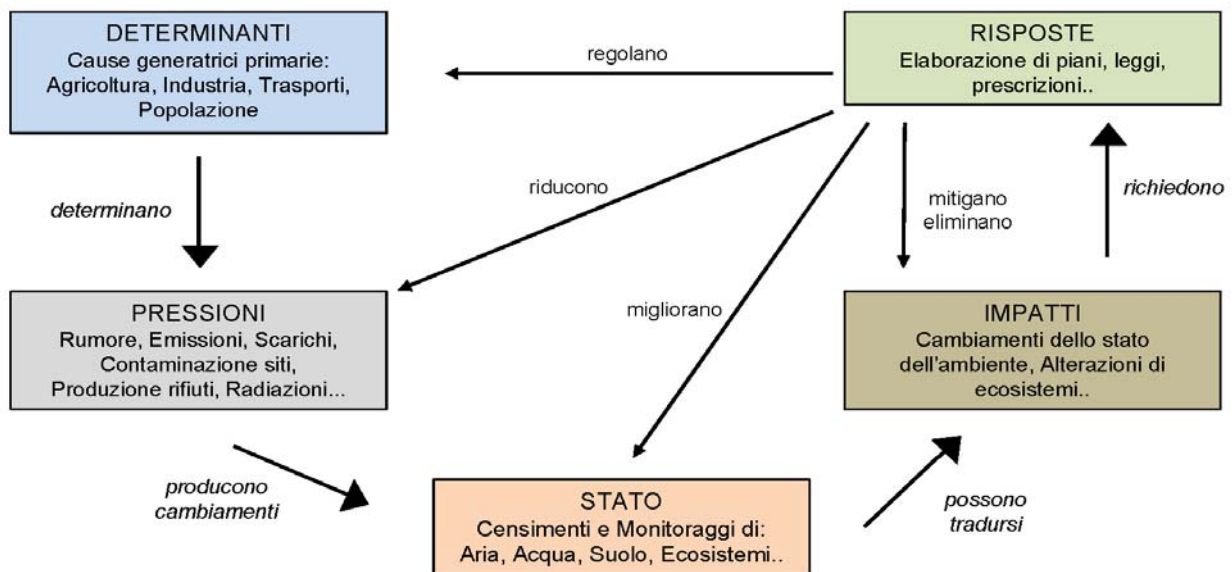 DETERMINANTI
Cause generatrici primarie:
Agricoltura, Industria, Trasporti,
Popolazione
regolano
RISPOSTE
Elaborazione di piani, leggi,
prescrizioni..
determinano
riducono
mitigano
eliminano
richiedono
PRESSIONI
Rumore, Emissioni, Scarichi,
Contaminazione siti,
Produzione rifiuti, Radiazioni...
migliorano
IMPATTI
Cambiamenti dello stato
dell'ambiente, Alterazioni di
ecosistemi..
producono
cambiamenti
STATO
Censimenti e Monitoraggi di:
Aria, Acqua, Suolo, Ecosistemi..
possono
tradursi